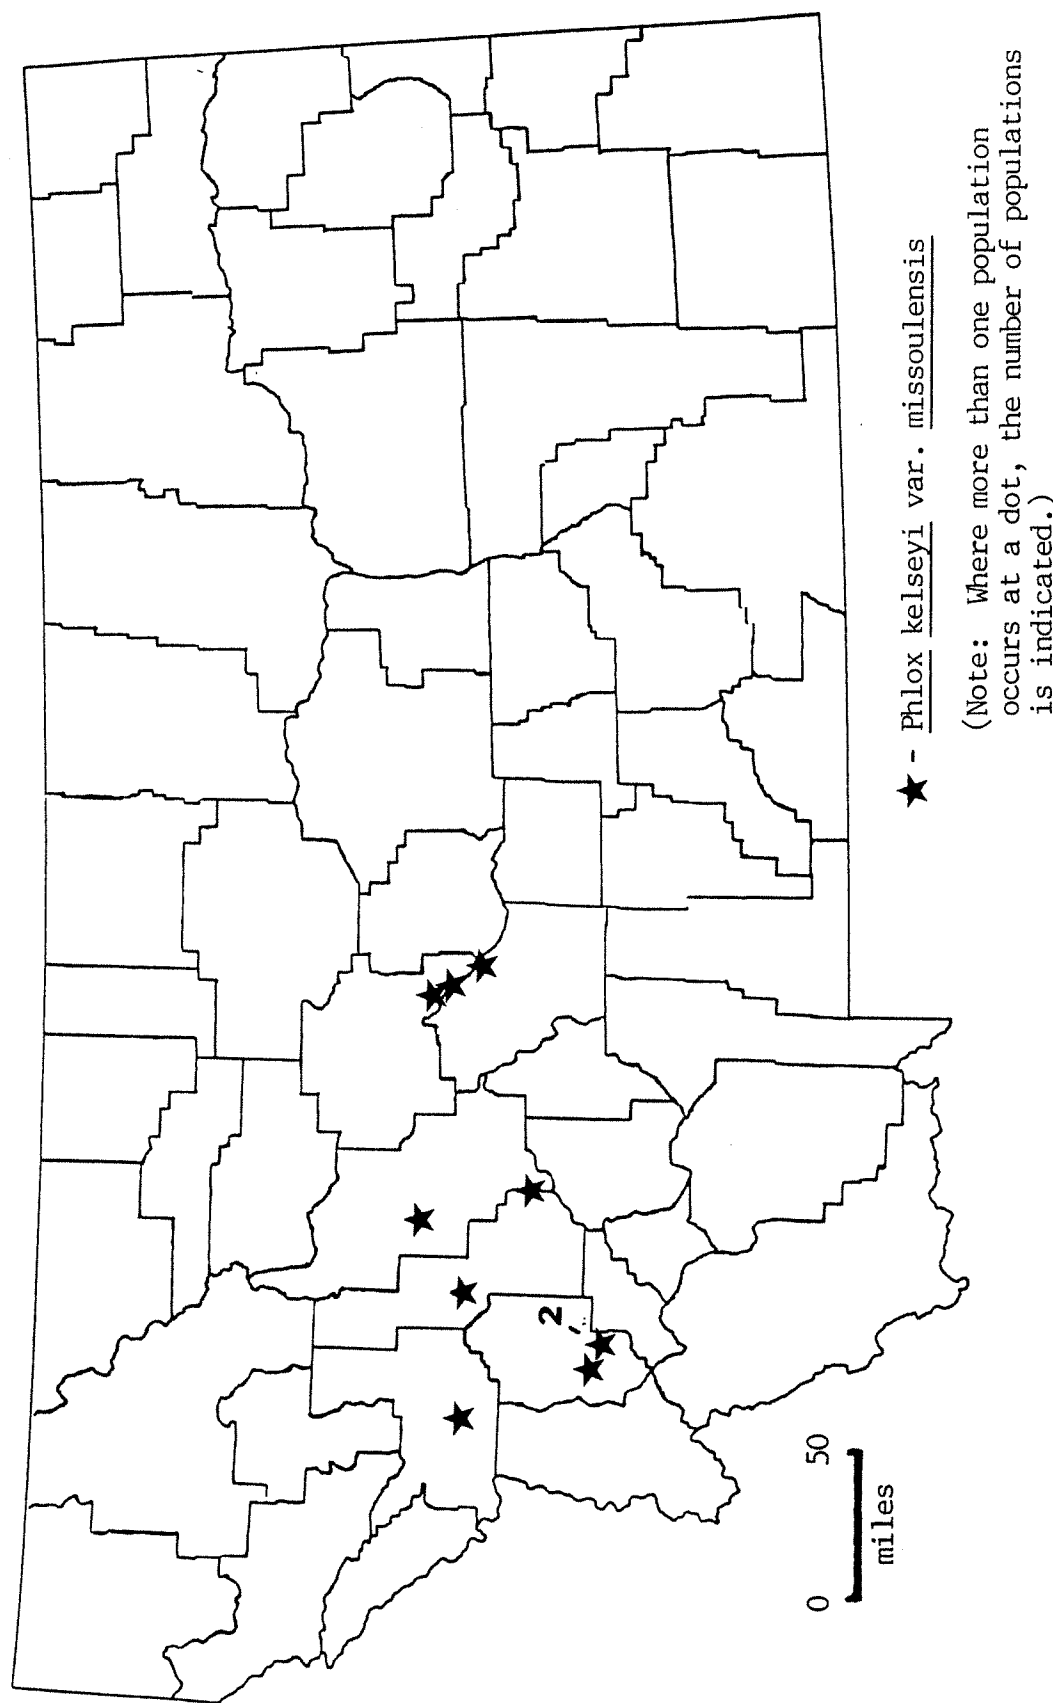 2
0 50
miles
★ - Phlox kelseyi var. missoulensis
(Note: Where more than one population
occurs at a dot, the number of populations
is indicated.)